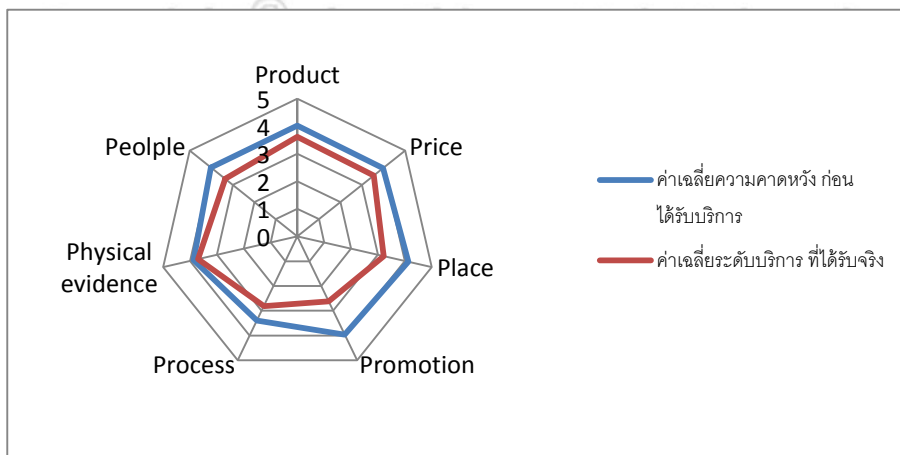 Product
5
4
3
2
1
0
Peolple
Price
Physical
evidence
Place
Process
Promotion
ค่าเฉลี่ยความคาดหวัง ก่อน
ได้รับบริการ
ค่าเฉลี่ยระดับบริการ ที่ได้รับจริง